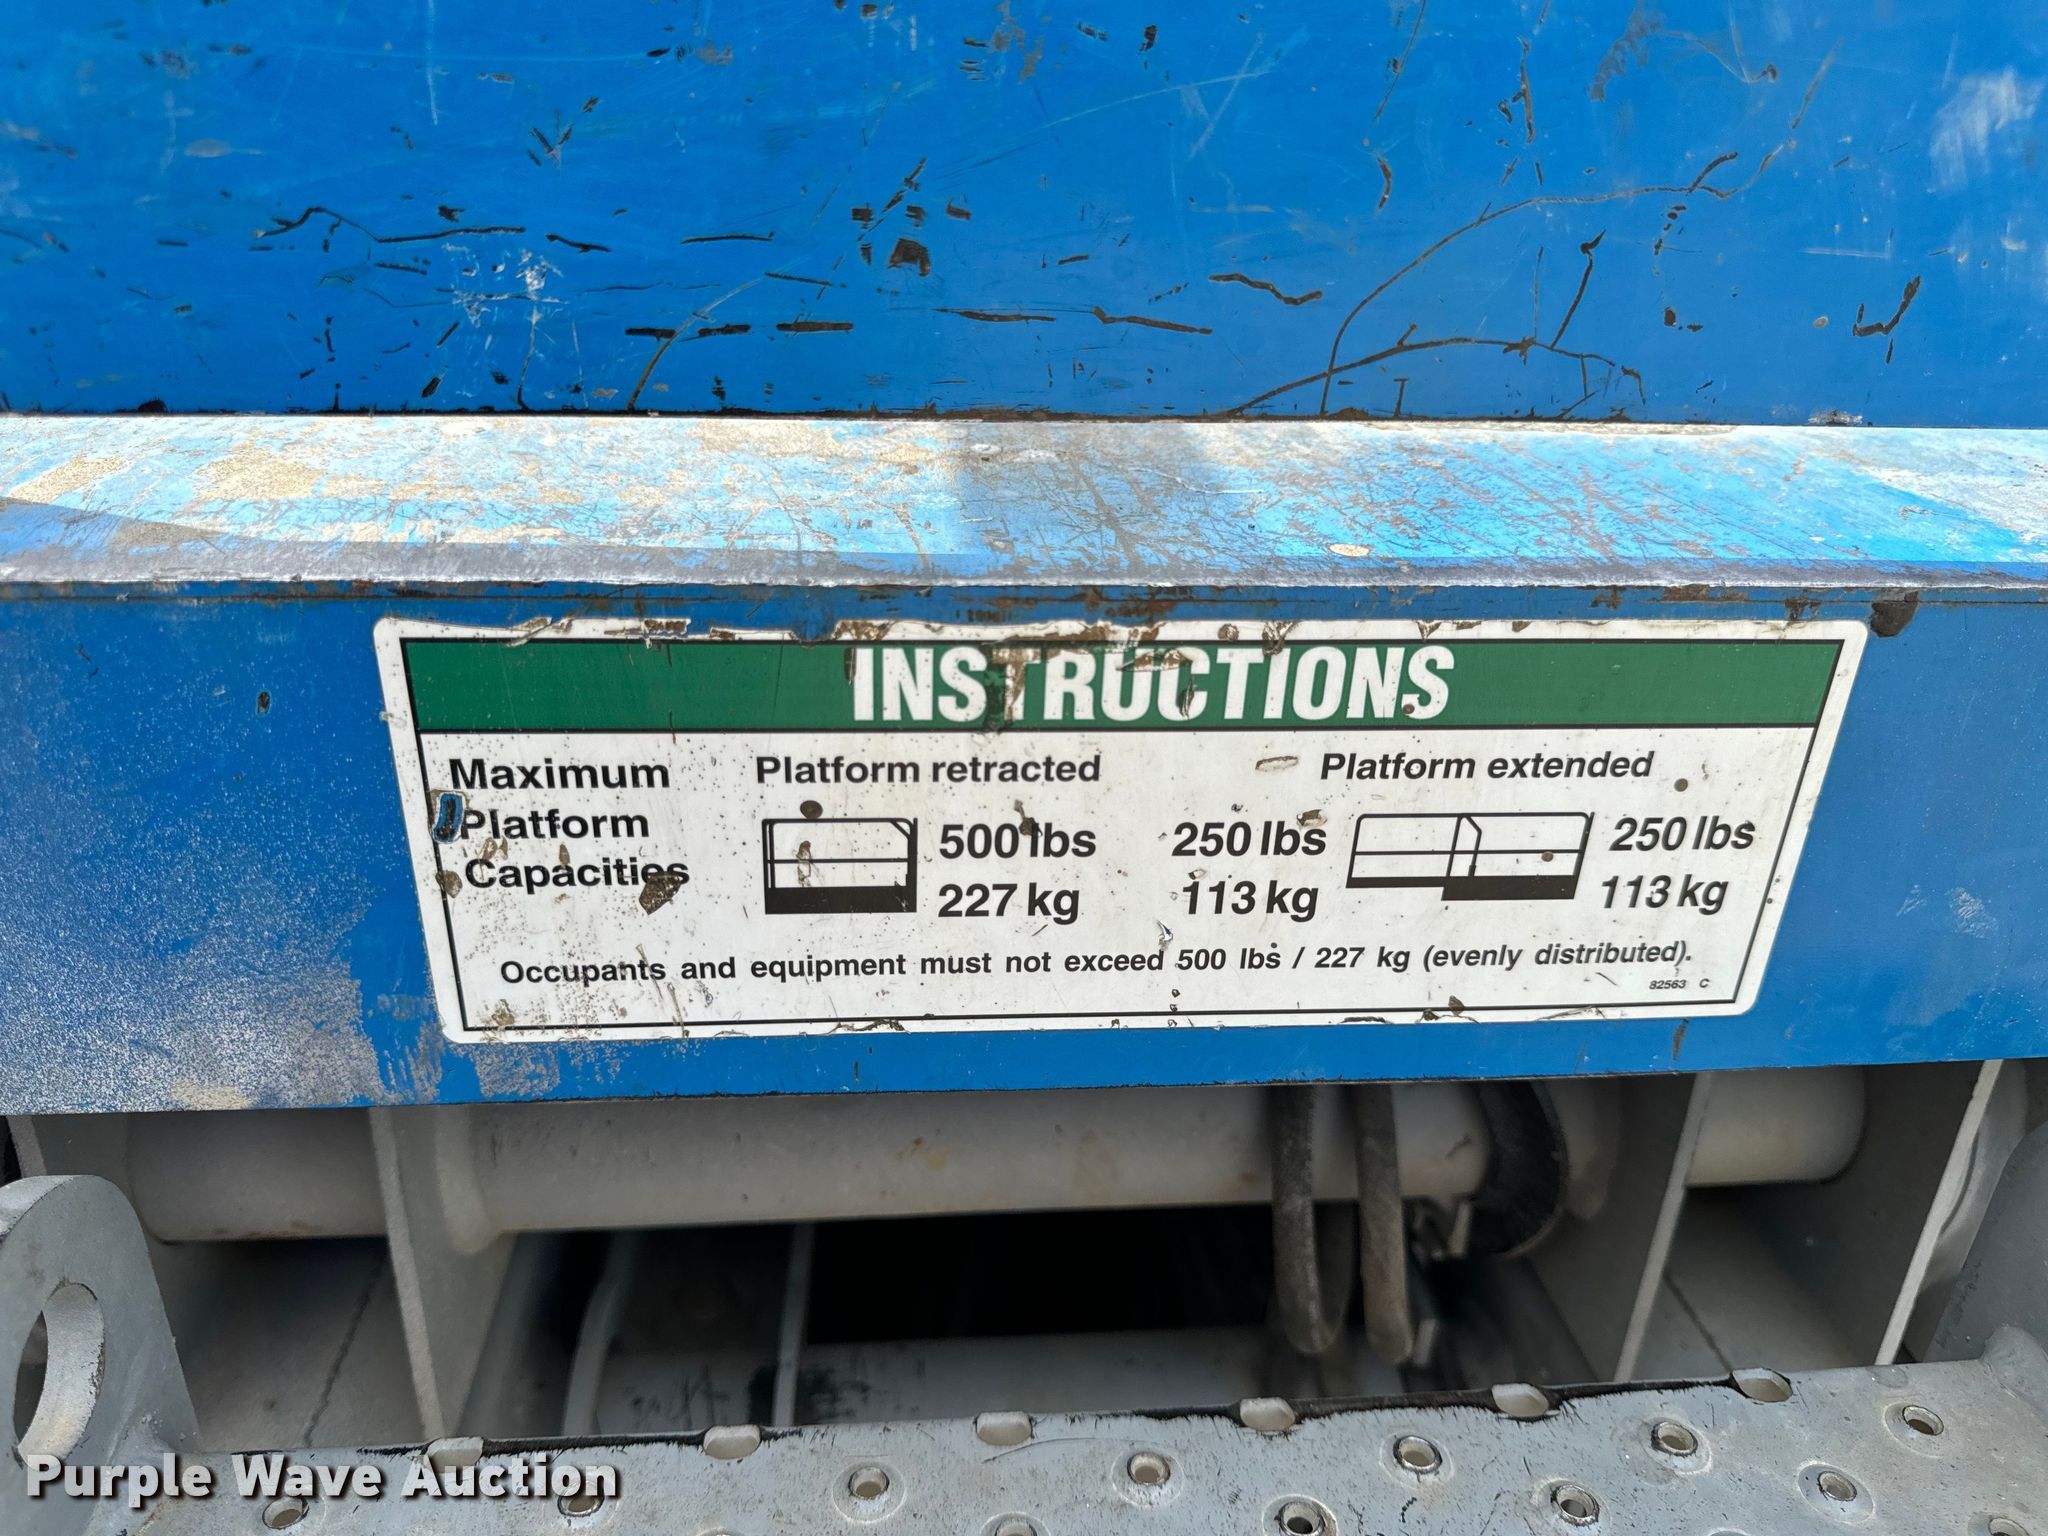 INSTRUCTIONS
Maximum
Platform
Capacities
Platform retracted
500 lbs
227 kg
Platform extended
250 lbs
113 kg
250 lbs
113 kg
Occupants and equipment must not exceed 500 lbs / 227 kg (evenly distributed).
82563 C
Purple Wave Auction